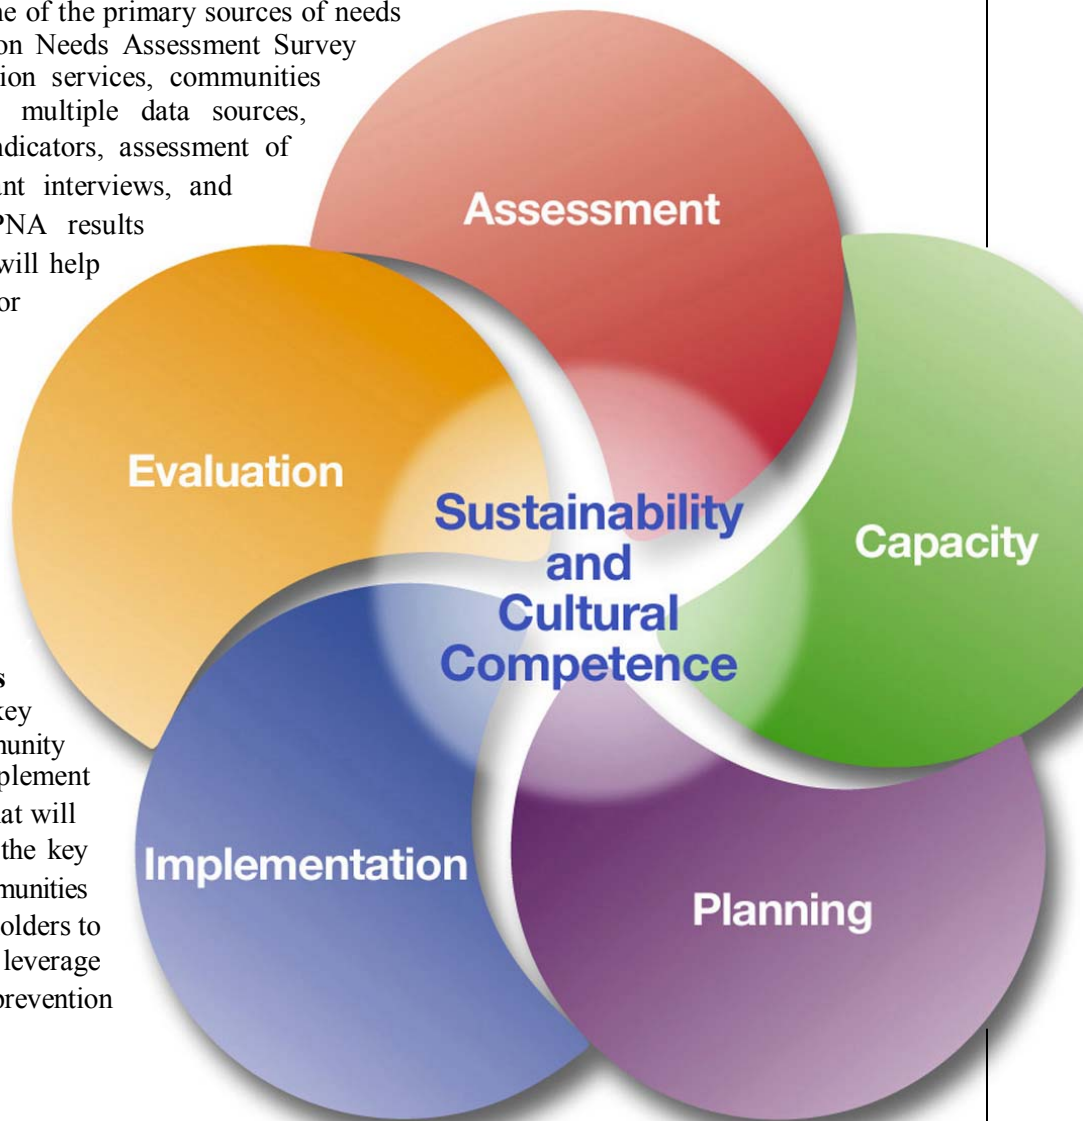 ne of the primary sources of needs
on Needs Assessment Survey
ion services, communities
multiple data sources,
ndicators, assessment of
ant interviews, and
PNA results
will help
or
Assessment
Evaluation
Capacity
Sustainability
and
Cultural
Competence
s
key
munity
plement
at will
the key
munities
olders to
leverage
prevention
Implementation
Planning